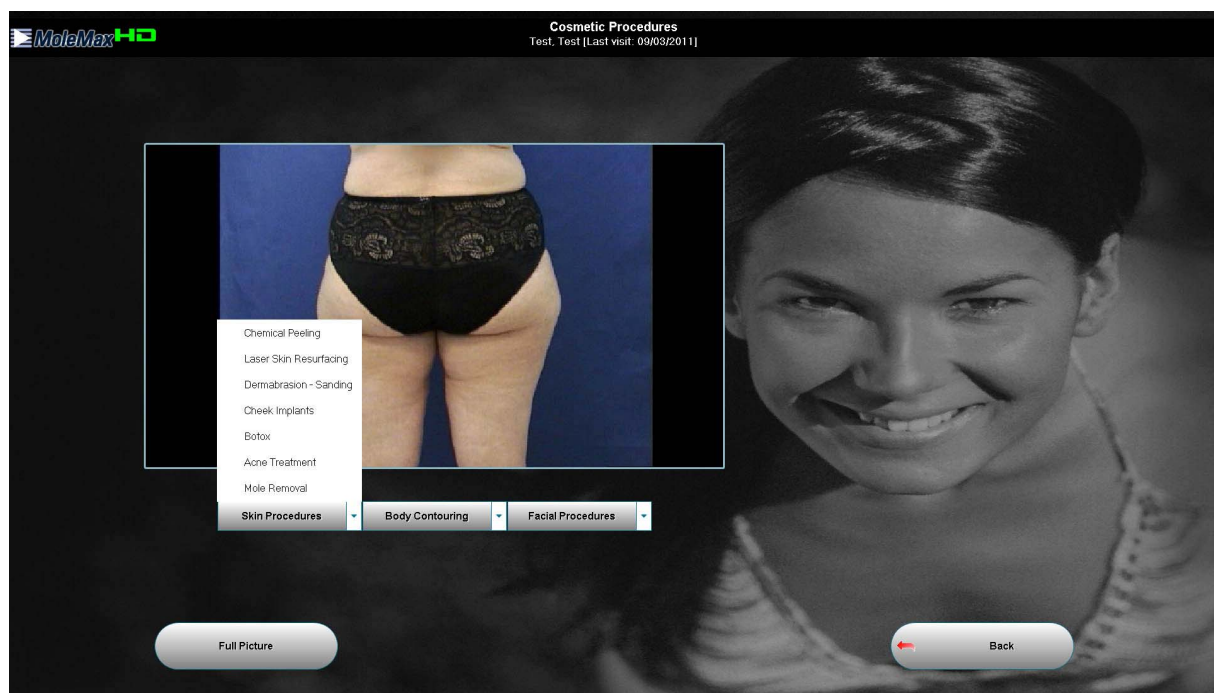 MoleMax HD
Cosmetic Procedures
Test, Test [Last visit: 09/03/2011]
Chemical Peeling
Laser Skin Resurfacing
Dermabrasion - Sanding
Cheek Implants
Botox
Acne Treatment
Mole Removal
Skin Procedures
Body Contouring
Facial Procedures
Full Picture
Back